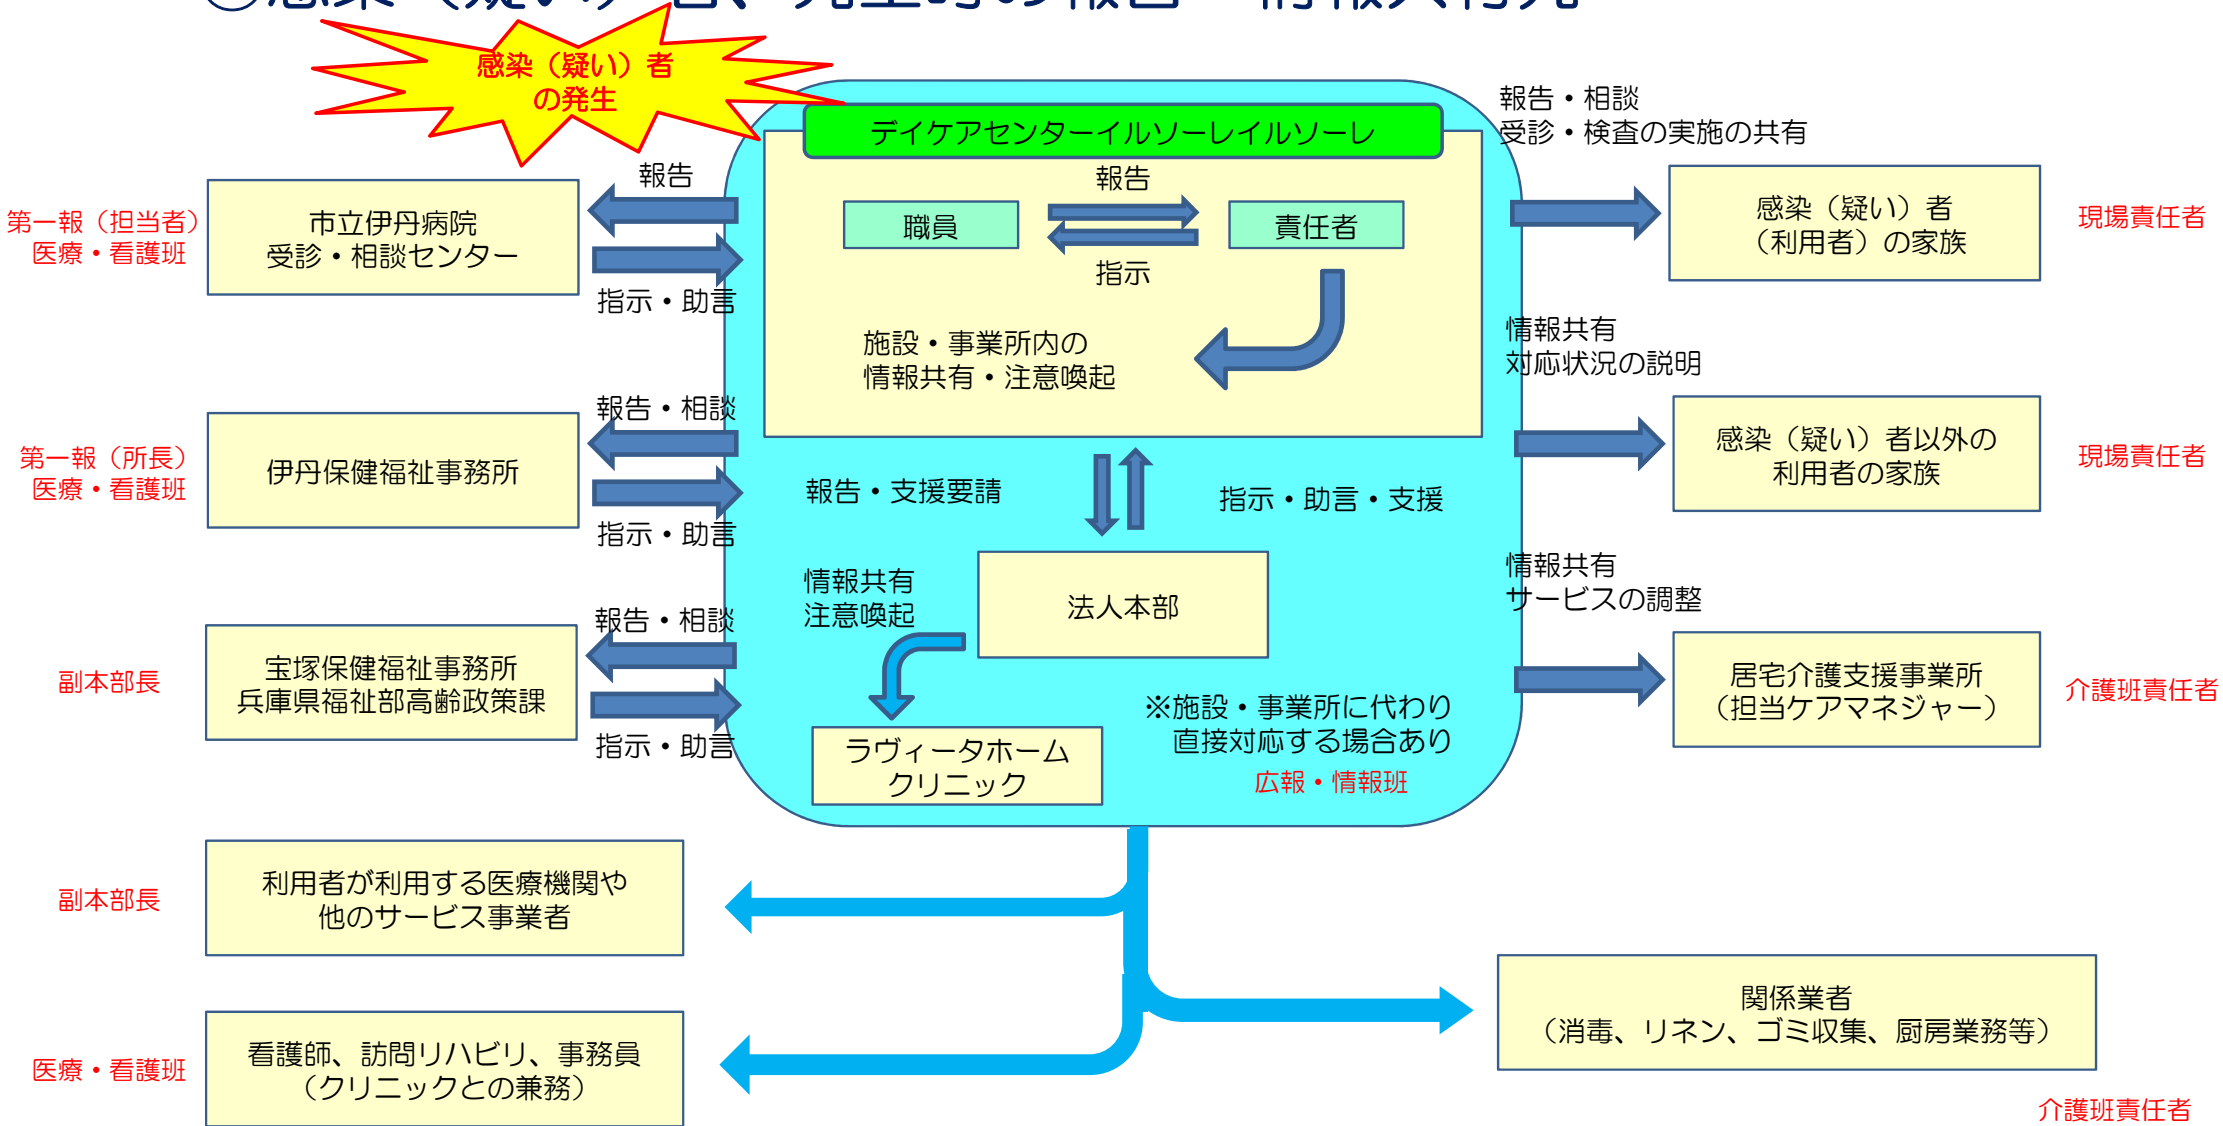 感染（疑い）者
の発生
デイケアセンターイルソーレイルソーレ
報告
職員
責任者
指示
施設・事業所内の
情報共有・注意喚起
第一報（担当者）
医療・看護班
市立伊丹病院
受診・相談センター
報告
指示・助言
第一報（所長）
医療・看護班
伊丹保健福祉事務所
報告・相談
指示・助言
副本部長
宝塚保健福祉事務所
兵庫県福祉部高齢政策課
報告・相談
指示・助言
報告・支援要請
指示・助言・支援
情報共有
注意喚起
法人本部
ラヴィータホーム
クリニック
※施設・事業所に代わり
直接対応する場合あり
広報・情報班
報告・相談
受診・検査の実施の共有
感染（疑い）者
（利用者）の家族
現場責任者
情報共有
対応状況の説明
感染（疑い）者以外の
利用者の家族
現場責任者
情報共有
サービスの調整
居宅介護支援事業所
（担当ケアマネジャー）
介護班責任者
副本部長
利用者が利用する医療機関や
他のサービス事業者
医療・看護班
看護師、訪問リハビリ、事務員
（クリニックとの兼務）
関係業者
（消毒、リネン、ゴミ収集、厨房業務等）
介護班責任者